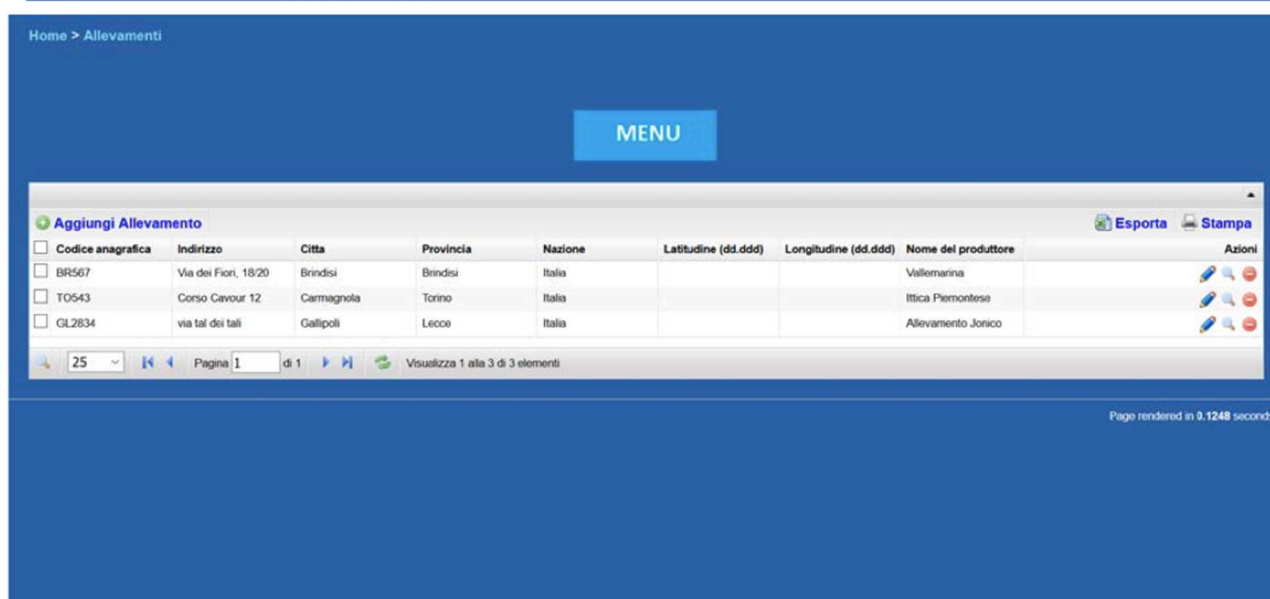 Home > Allevamenti
MENU
Aggiungi Allevamento Esporta Stampa
Codice anagrafica Indirizzo Citta Provincia Nazione Latitudine (dd.ddd) Longitudine (dd.ddd) Nome del produttore Azioni
BR567 Via dei Fiori, 18/20 Brindisi Brindisi Italia Vallemarina
TO543 Corso Cavour 12 Carmagnola Torino Italia Ittica Piemontese
GL2834 via tal dei tali Gallipoli Lecce Italia Allevamento Jonico
25 Pagina 1 di 1 Visualizza 1 alla 3 di 3 elementi
Page rendered in 0.1248 seconds